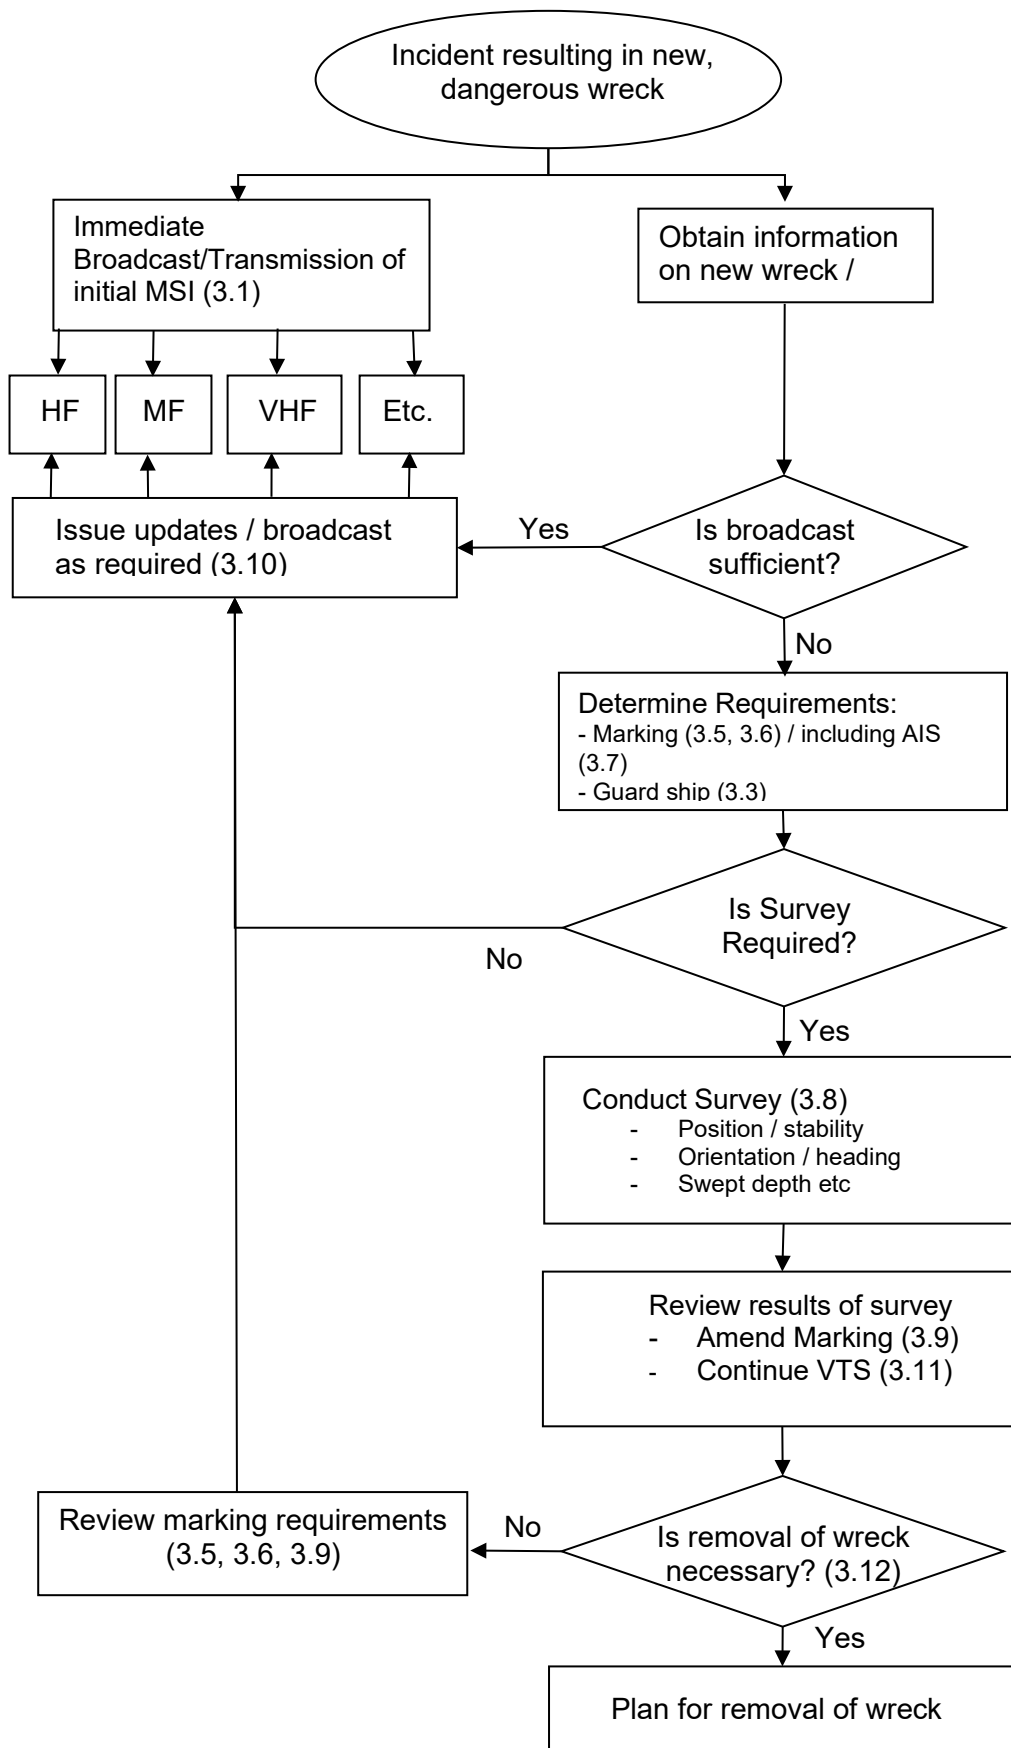 Incident resulting in new,
dangerous wreck
Immediate
Broadcast/Transmission of
initial MSI (3.1)
Obtain information
on new wreck /
HF
MF
VHF
Etc.
Issue updates / broadcast
as required (3.10)
Yes
Is broadcast
sufficient?
No
Determine Requirements:
- Marking (3.5, 3.6) / including AIS
(3.7)
- Guard ship (3.3)
Is Survey
Required?
No
Yes
Conduct Survey (3.8)
- Position / stability
- Orientation / heading
- Swept depth etc
Review results of survey
- Amend Marking (3.9)
- Continue VTS (3.11)
Review marking requirements
(3.5, 3.6, 3.9)
No
Is removal of wreck
necessary? (3.12)
Yes
Plan for removal of wreck